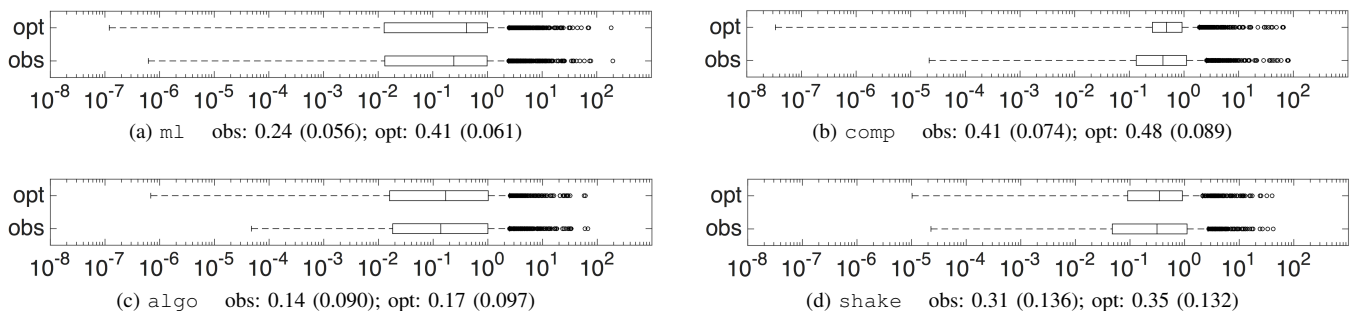 opt
obs
10^-8 10^-7 10^-6 10^-5 10^-4 10^-3 10^-2 10^-1 10^0 10^1 10^2
(a) ml obs: 0.24 (0.056); opt: 0.41 (0.061)
opt
obs
10^-8 10^-7 10^-6 10^-5 10^-4 10^-3 10^-2 10^-1 10^0 10^1 10^2
(b) comp obs: 0.41 (0.074); opt: 0.48 (0.089)
opt
obs
10^-8 10^-7 10^-6 10^-5 10^-4 10^-3 10^-2 10^-1 10^0 10^1 10^2
(c) algo obs: 0.14 (0.090); opt: 0.17 (0.097)
opt
obs
10^-8 10^-7 10^-6 10^-5 10^-4 10^-3 10^-2 10^-1 10^0 10^1 10^2
(d) shake obs: 0.31 (0.136); opt: 0.35 (0.132)